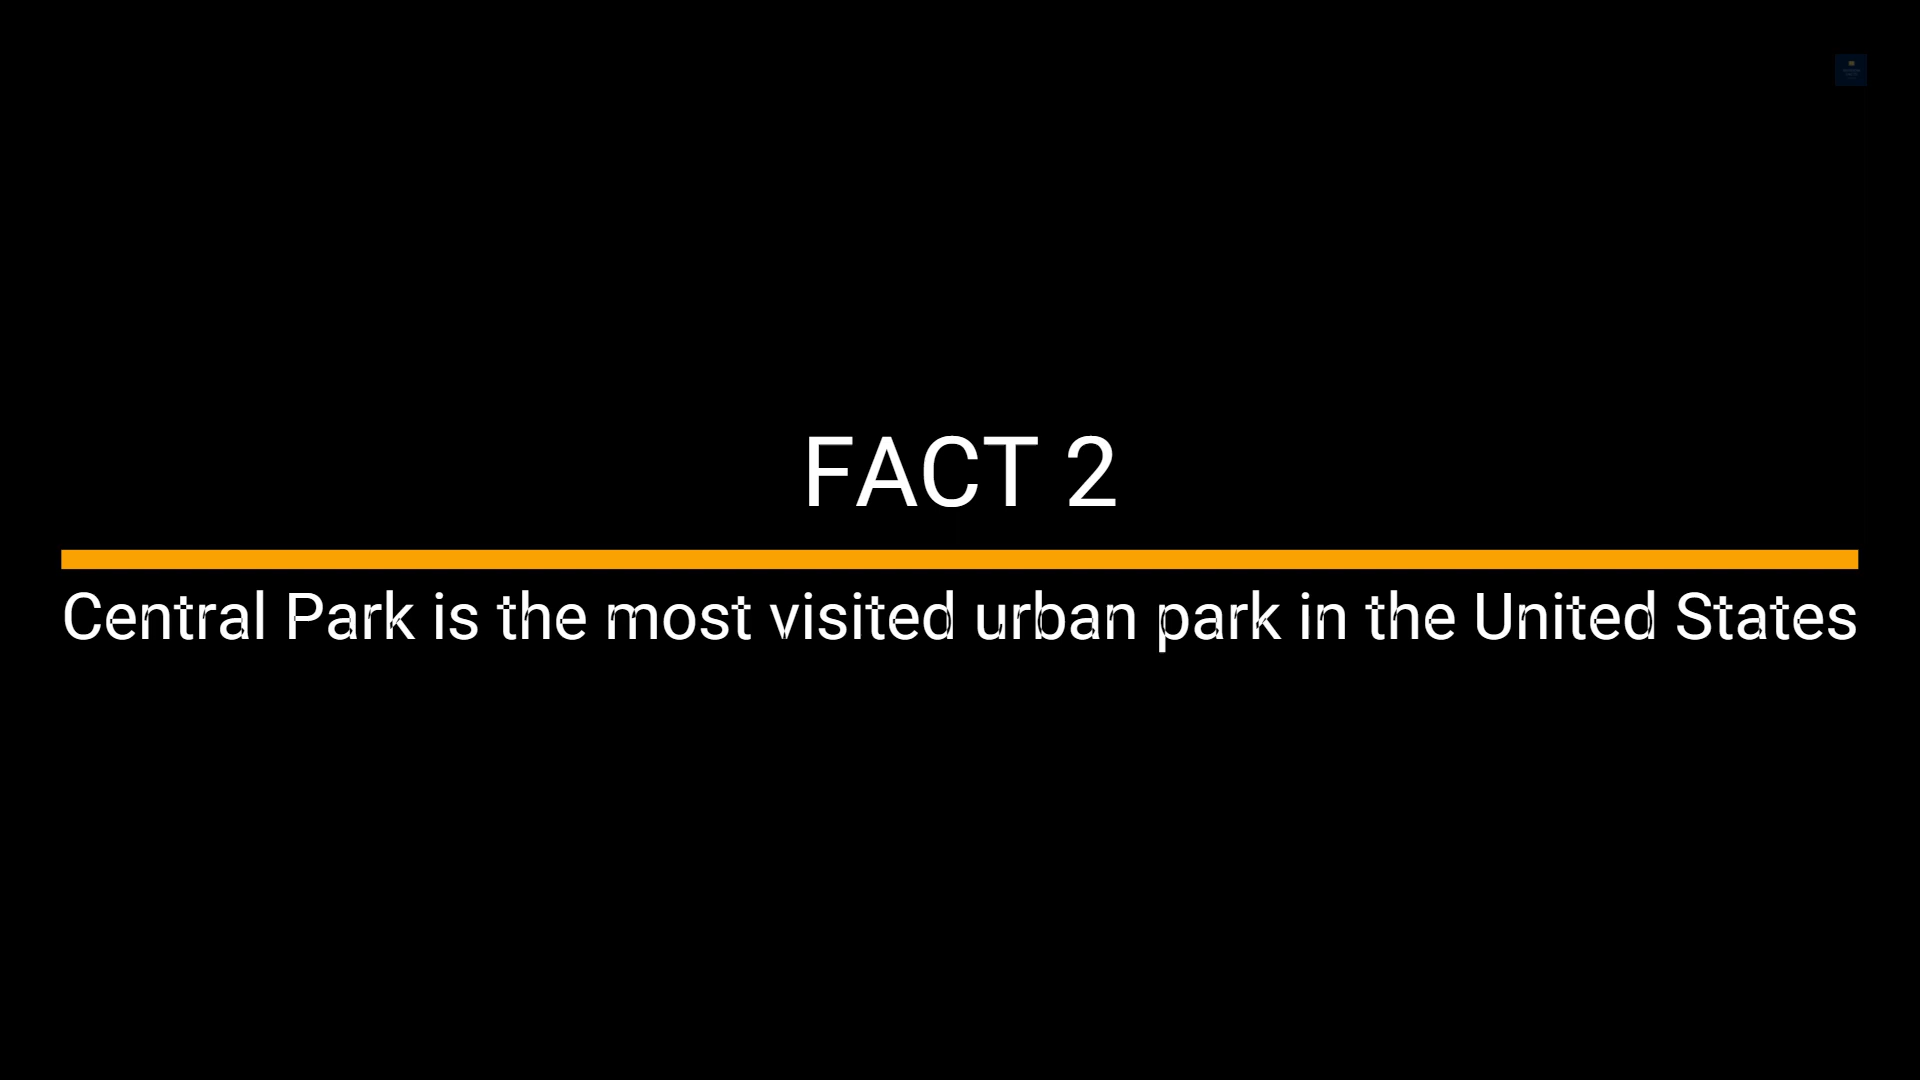 FACT 2
Central Park is the most visited urban park in the United States